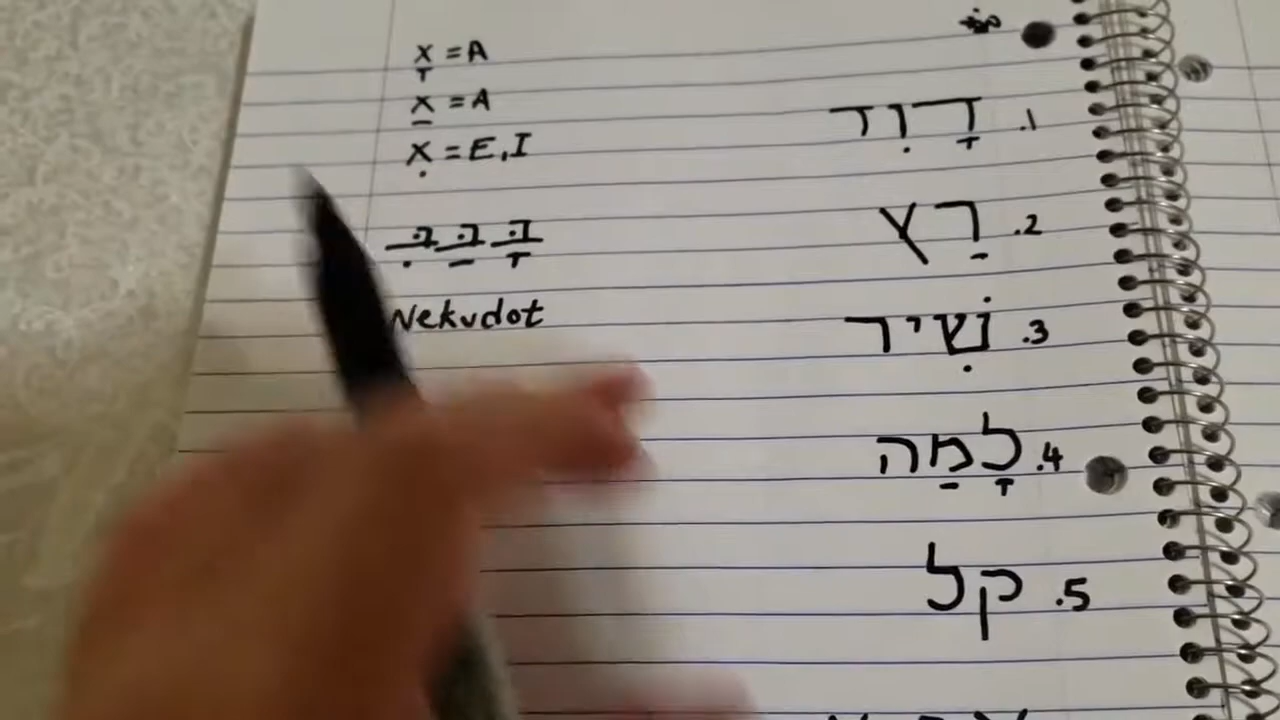 X̱ = A
X̱ = A
Ẋ = E, I
בּ בּ בּ
Nekudot
1. דָוִד
2. רַץ
3. שִׁיר
4. לָמַה
5. קל